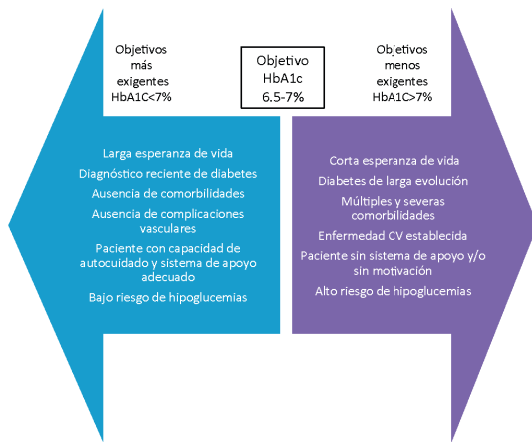 Objetivos
más
exigentes
HbA1C<7%
Objetivo
HbA1c
6.5-7%
Objetivos
menos
exigentes
HbA1C>7%
Larga esperanza de vida
Diagnóstico reciente de diabetes
Ausencia de comorbilidades
Ausencia de complicaciones
vasculares
Paciente con capacidad de
autocuidado y sistema de apoyo
adecuado
Bajo riesgo de hipoglucemias
Corta esperanza de vida
Diabetes de larga evolución
Múltiples y severas
comorbilidades
Enfermedad CV establecida
Paciente sin sistema de apoyo y/o
sin motivación
Alto riesgo de hipoglucemias